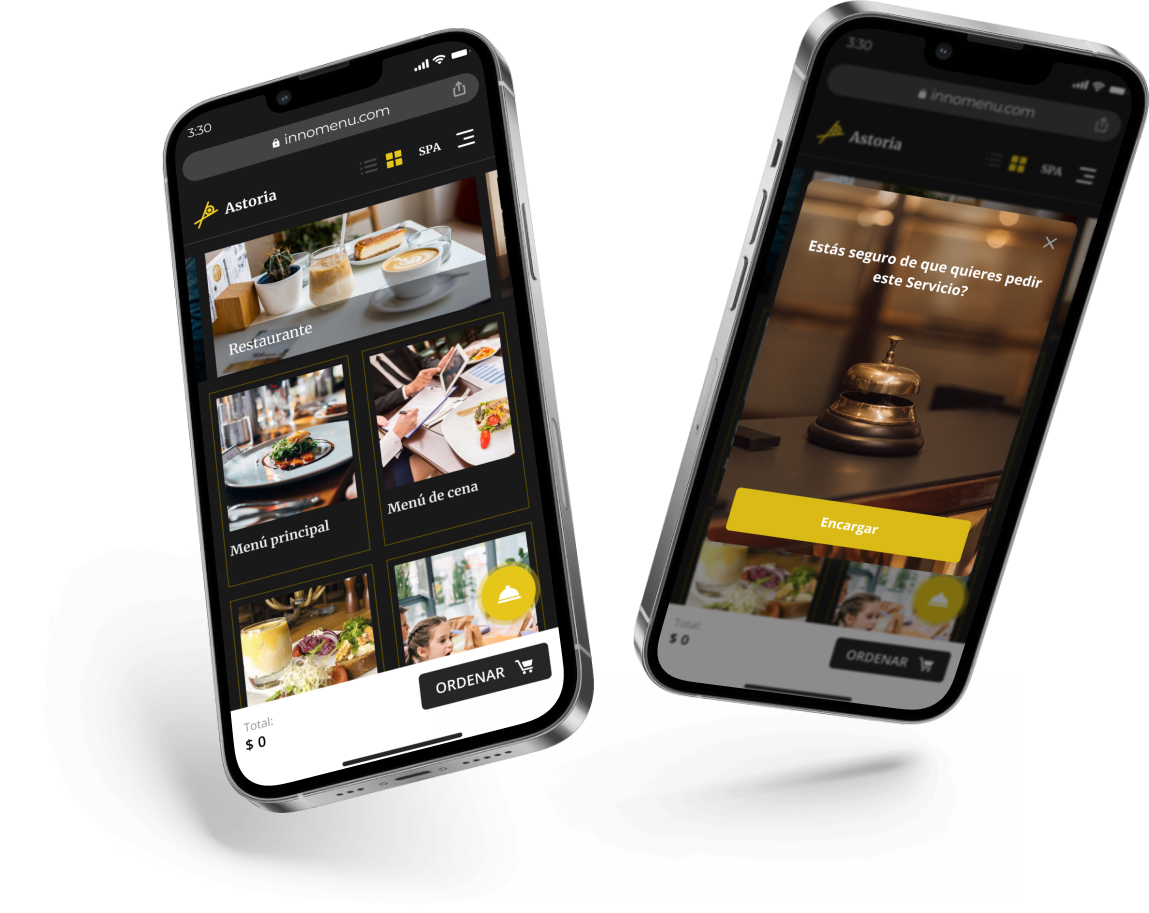 3:30
innomenu.com
Astoria
SPA
Restaurante
Menú principal
Menú de cena
ORDENAR
Total:
$ 0
3:30
innomenu.com
Astoria
SPA
Estás seguro de que quieres pedir
este Servicio?
Encargar
Total:
$ 0
ORDENAR